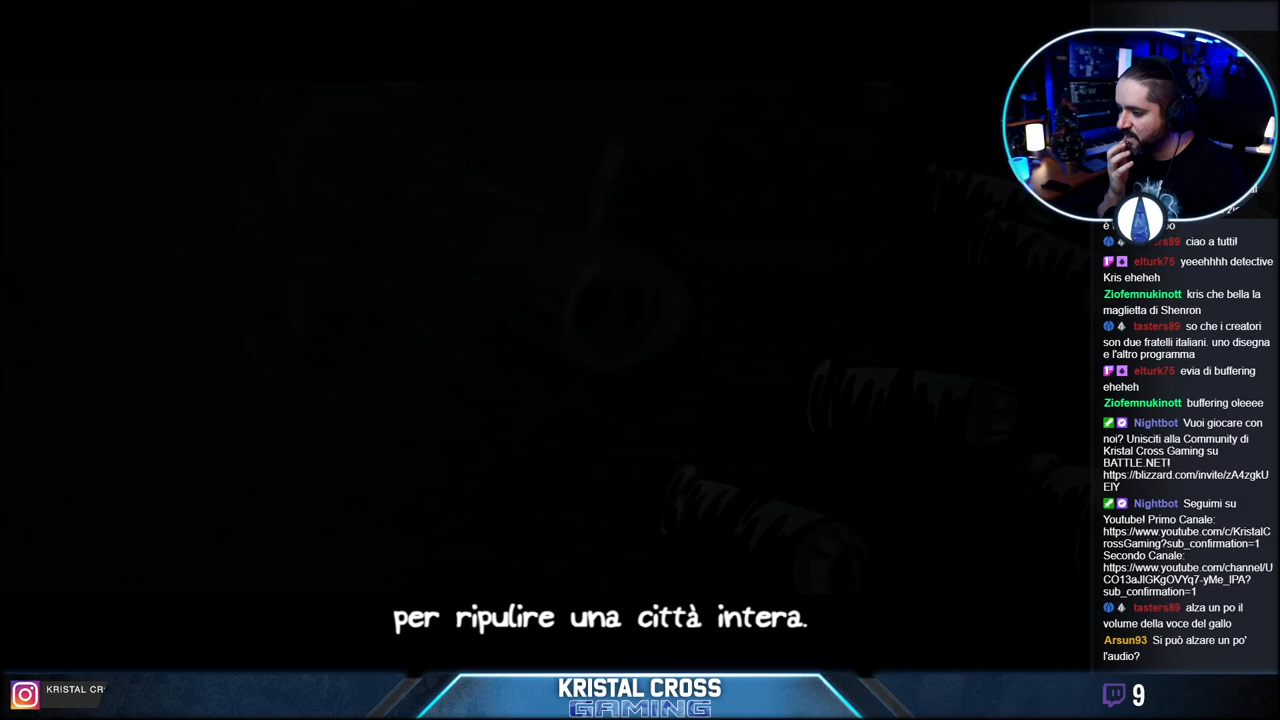 ciao a tutti!
elturk75 yeeehhhh detective
Kris eheheh
Ziofemnukinott kris che bella la
maglietta di Shenron
tasters89 so che i creatori
son due fratelli italiani. uno disegna
e l'altro programma
elturk75 evia di buffering
eheheh
Ziofemnukinott buffering oleeee
Nightbot Vuoi giocare con
noi? Unisciti alla Community di
Kristal Cross Gaming su
BATTLE.NET!
https://blizzard.com/invite/zA4zgkU
EIY
Nightbot Seguimi su
Youtube! Primo Canale:
https://www.youtube.com/c/KristalC
rossGaming?sub_confirmation=1
Secondo Canale:
https://www.youtube.com/channel/U
CO13aJlGKgOVYq7-yMe_lPA?
sub_confirmation=1
tasters89 alza un po il
volume della voce del gallo
Arsun93 Si può alzare un po'
l'audio?
per ripulire una città intera.
KRISTAL CR
KRISTAL CROSS
GAMING
9